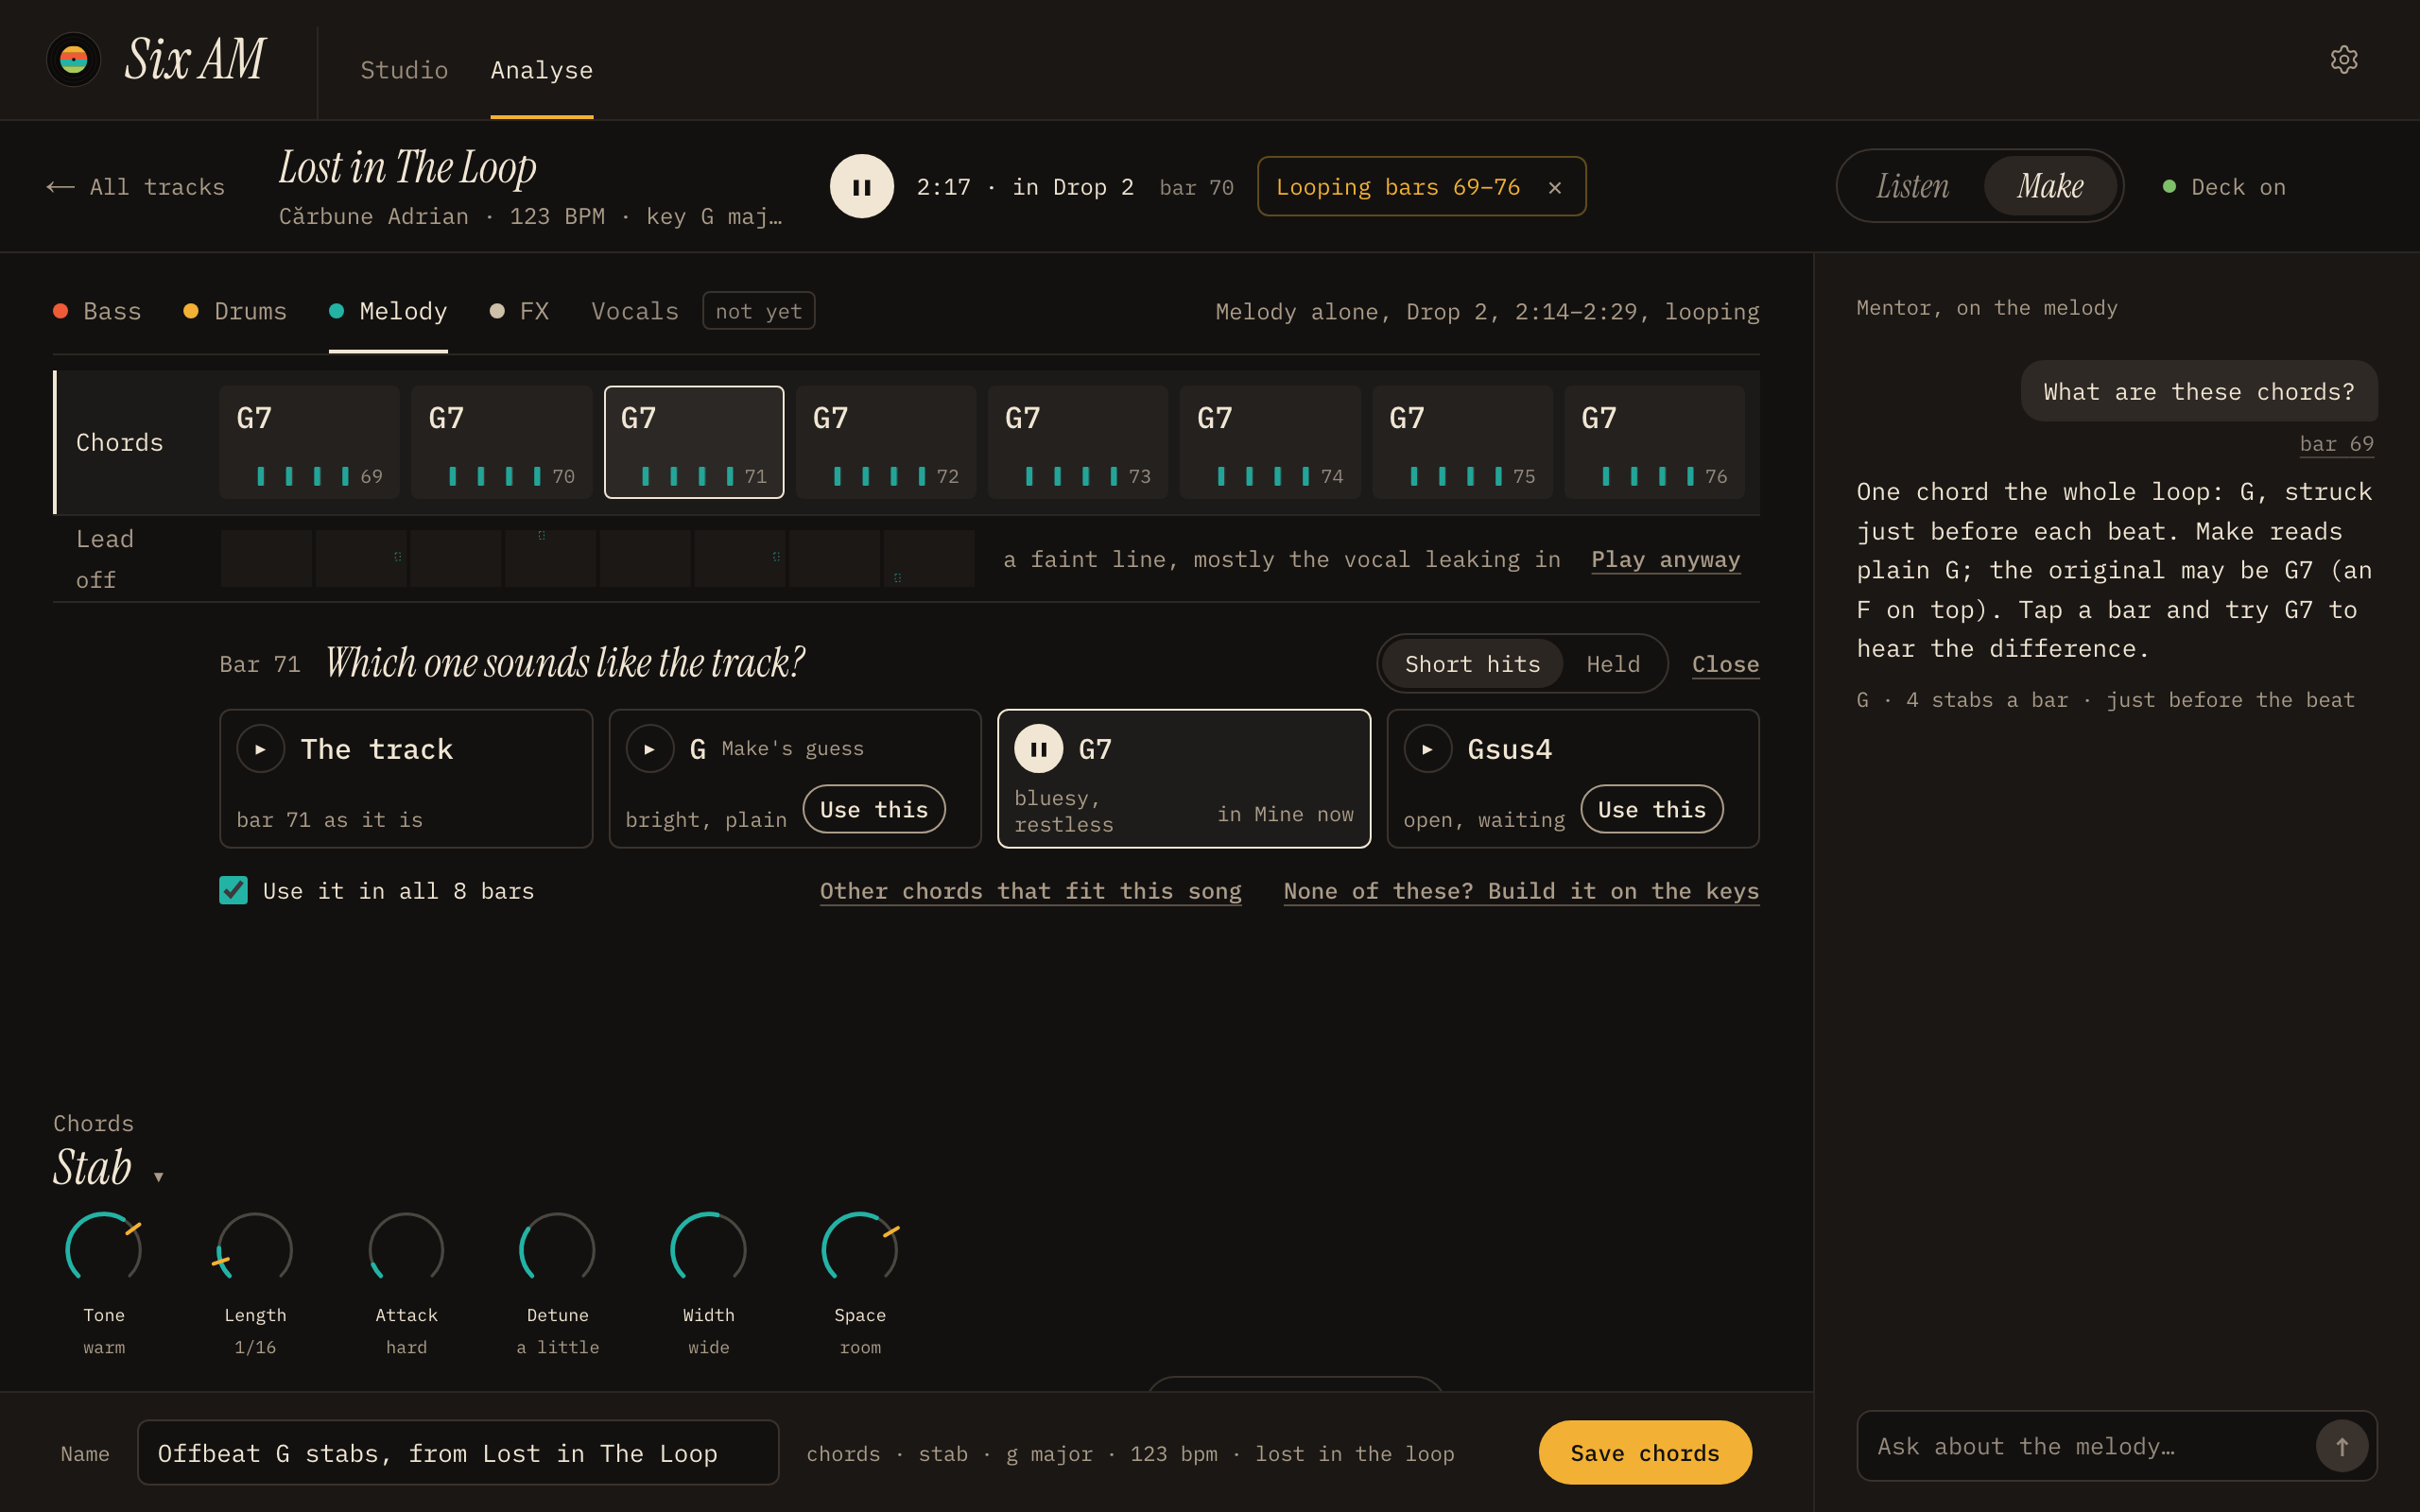 Six AM
Studio
Analyse
← All tracks
Lost in The Loop
Cărbune Adrian · 123 BPM · key G maj…
2:17 · in Drop 2
bar 70
Looping bars 69–76 ×
Listen
Make
Deck on
Bass
Drums
Melody
FX
Vocals
not yet
Melody alone, Drop 2, 2:14–2:29, looping
Chords
G7
69
G7
70
G7
71
G7
72
G7
73
G7
74
G7
75
G7
76
Lead
off
a faint line, mostly the vocal leaking in
Play anyway
Bar 71
Which one sounds like the track?
Short hits
Held
Close
The track
bar 71 as it is
G
Make's guess
bright, plain
Use this
G7
bluesy,
restless
in Mine now
Gsus4
open, waiting
Use this
Use it in all 8 bars
Other chords that fit this song
None of these? Build it on the keys
Chords
Stab
Tone
warm
Length
1/16
Attack
hard
Detune
a little
Width
wide
Space
room
Name
Offbeat G stabs, from Lost in The Loop
chords · stab · g major · 123 bpm · lost in the loop
Save chords
Mentor, on the melody
What are these chords?
bar 69
One chord the whole loop: G, struck
just before each beat. Make reads
plain G; the original may be G7 (an
F on top). Tap a bar and try G7 to
hear the difference.
G · 4 stabs a bar · just before the beat
Ask about the melody…